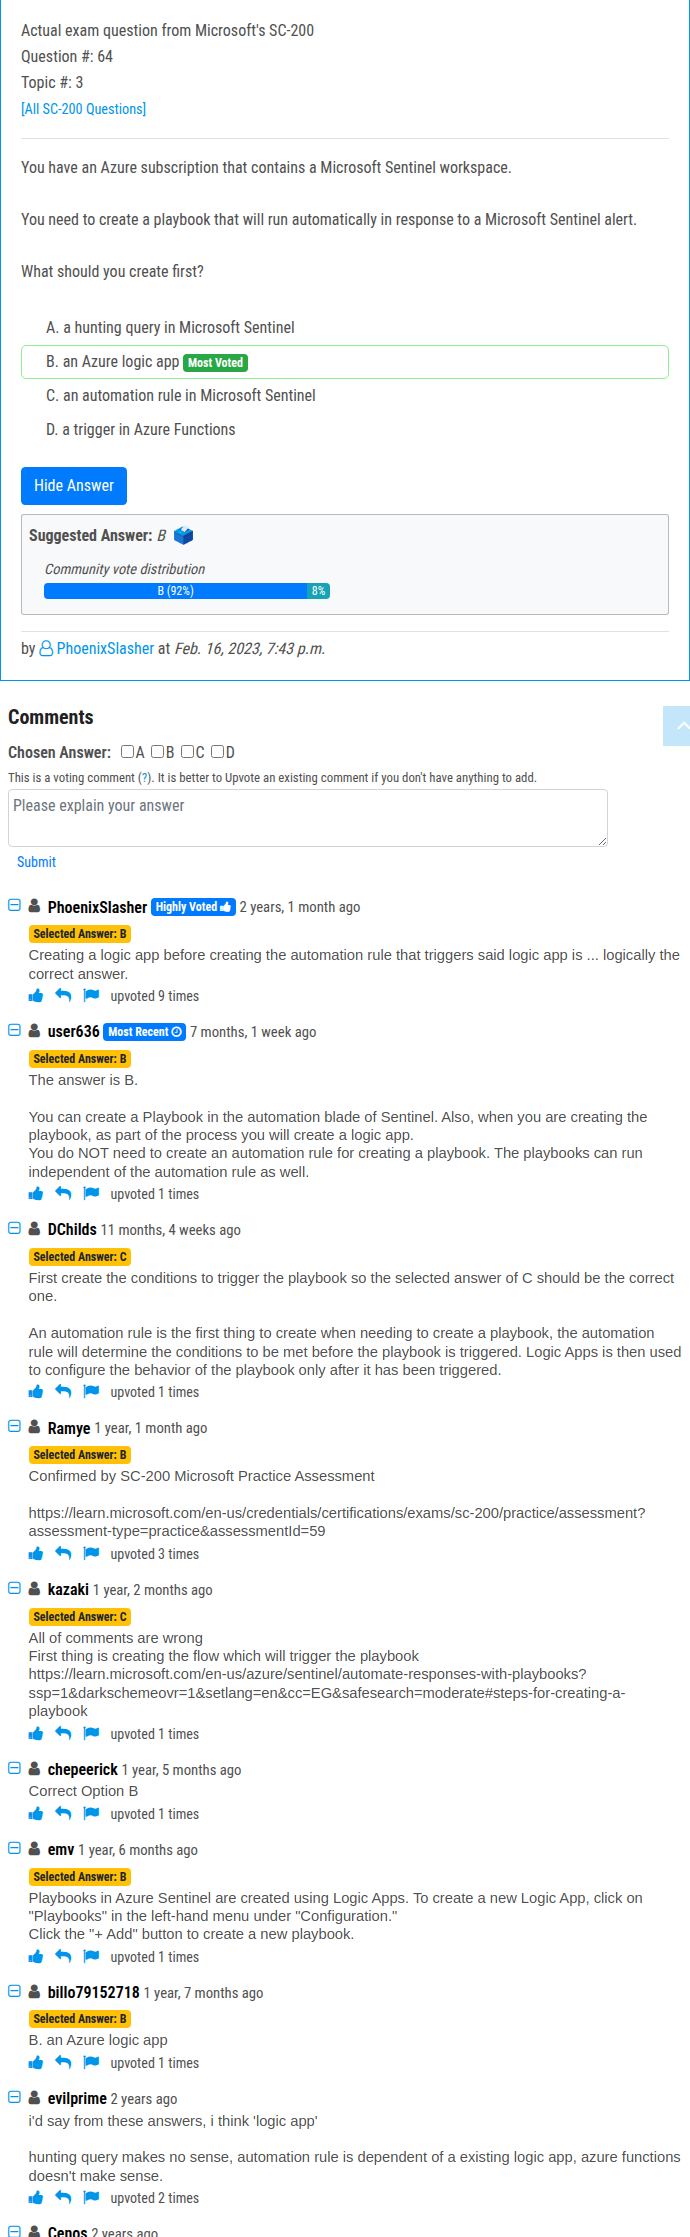 Actual exam question from Microsoft's SC-200
Question #: 64
Topic #: 3
[All SC-200 Questions]
You have an Azure subscription that contains a Microsoft Sentinel workspace.
You need to create a playbook that will run automatically in response to a Microsoft Sentinel alert.
What should you create first?
A. a hunting query in Microsoft Sentinel
B. an Azure logic app Most Voted
C. an automation rule in Microsoft Sentinel
D. a trigger in Azure Functions
Hide Answer
Suggested Answer: B
Community vote distribution
B (92%) 8%
by PhoenixSlasher at Feb. 16, 2023, 7:43 p.m.
Comments
Chosen Answer: A B C D
This is a voting comment (?). It is better to Upvote an existing comment if you don't have anything to add.
Please explain your answer
Submit
PhoenixSlasher Highly Voted 2 years, 1 month ago
Selected Answer: B
Creating a logic app before creating the automation rule that triggers said logic app is ... logically the
correct answer.
upvoted 9 times
user636 Most Recent 7 months, 1 week ago
Selected Answer: B
The answer is B.
You can create a Playbook in the automation blade of Sentinel. Also, when you are creating the
playbook, as part of the process you will create a logic app.
You do NOT need to create an automation rule for creating a playbook. The playbooks can run
independent of the automation rule as well.
upvoted 1 times
DChilds 11 months, 4 weeks ago
Selected Answer: C
First create the conditions to trigger the playbook so the selected answer of C should be the correct
one.
An automation rule is the first thing to create when needing to create a playbook, the automation
rule will determine the conditions to be met before the playbook is triggered. Logic Apps is then used
to configure the behavior of the playbook only after it has been triggered.
upvoted 1 times
Ramye 1 year, 1 month ago
Selected Answer: B
Confirmed by SC-200 Microsoft Practice Assessment
https://learn.microsoft.com/en-us/credentials/certifications/exams/sc-200/practice/assessment?
assessment-type=practice&assessmentId=59
upvoted 3 times
kazaki 1 year, 2 months ago
Selected Answer: C
All of comments are wrong
First thing is creating the flow which will trigger the playbook
https://learn.microsoft.com/en-us/azure/sentinel/automate-responses-with-playbooks?
ssp=1&darkschemeovr=1&setlang=en&cc=EG&safesearch=moderate#steps-for-creating-a-
playbook
upvoted 1 times
chepeerick 1 year, 5 months ago
Correct Option B
upvoted 1 times
emv 1 year, 6 months ago
Selected Answer: B
Playbooks in Azure Sentinel are created using Logic Apps. To create a new Logic App, click on
"Playbooks" in the left-hand menu under "Configuration."
Click the "+ Add" button to create a new playbook.
upvoted 1 times
billo79152718 1 year, 7 months ago
Selected Answer: B
B. an Azure logic app
upvoted 1 times
evilprime 2 years ago
i'd say from these answers, i think 'logic app'
hunting query makes no sense, automation rule is dependent of a existing logic app, azure functions
doesn't make sense.
upvoted 2 times
Cenos 2 years ago